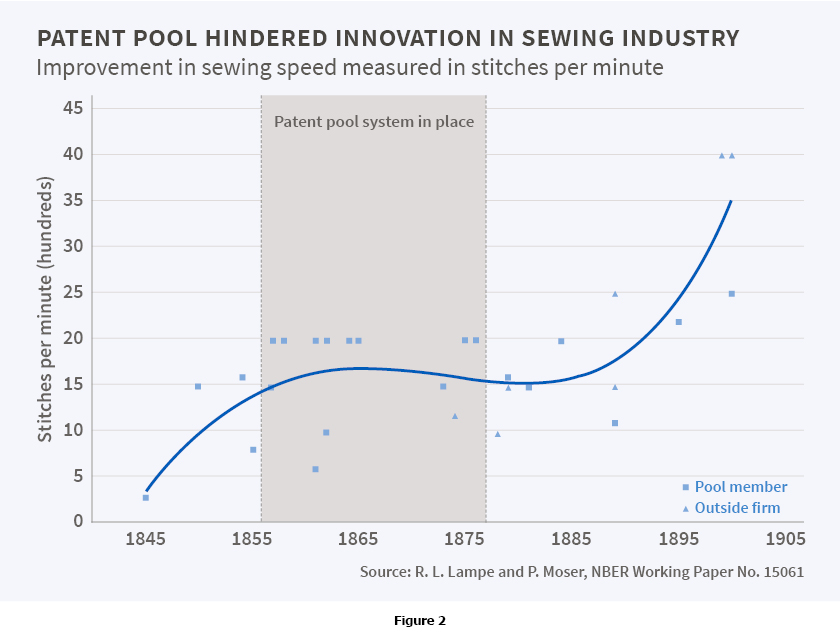 PATENT POOL HINDERED INNOVATION IN SEWING INDUSTRY
Improvement in sewing speed measured in stitches per minute
Stitches per minute (hundreds)
45
40
35
30
25
20
15
10
5
0
Patent pool system in place
Pool member
Outside firm
1845 1855 1865 1875 1885 1895 1905
Source: R. L. Lampe and P. Moser, NBER Working Paper No. 15061
Figure 2